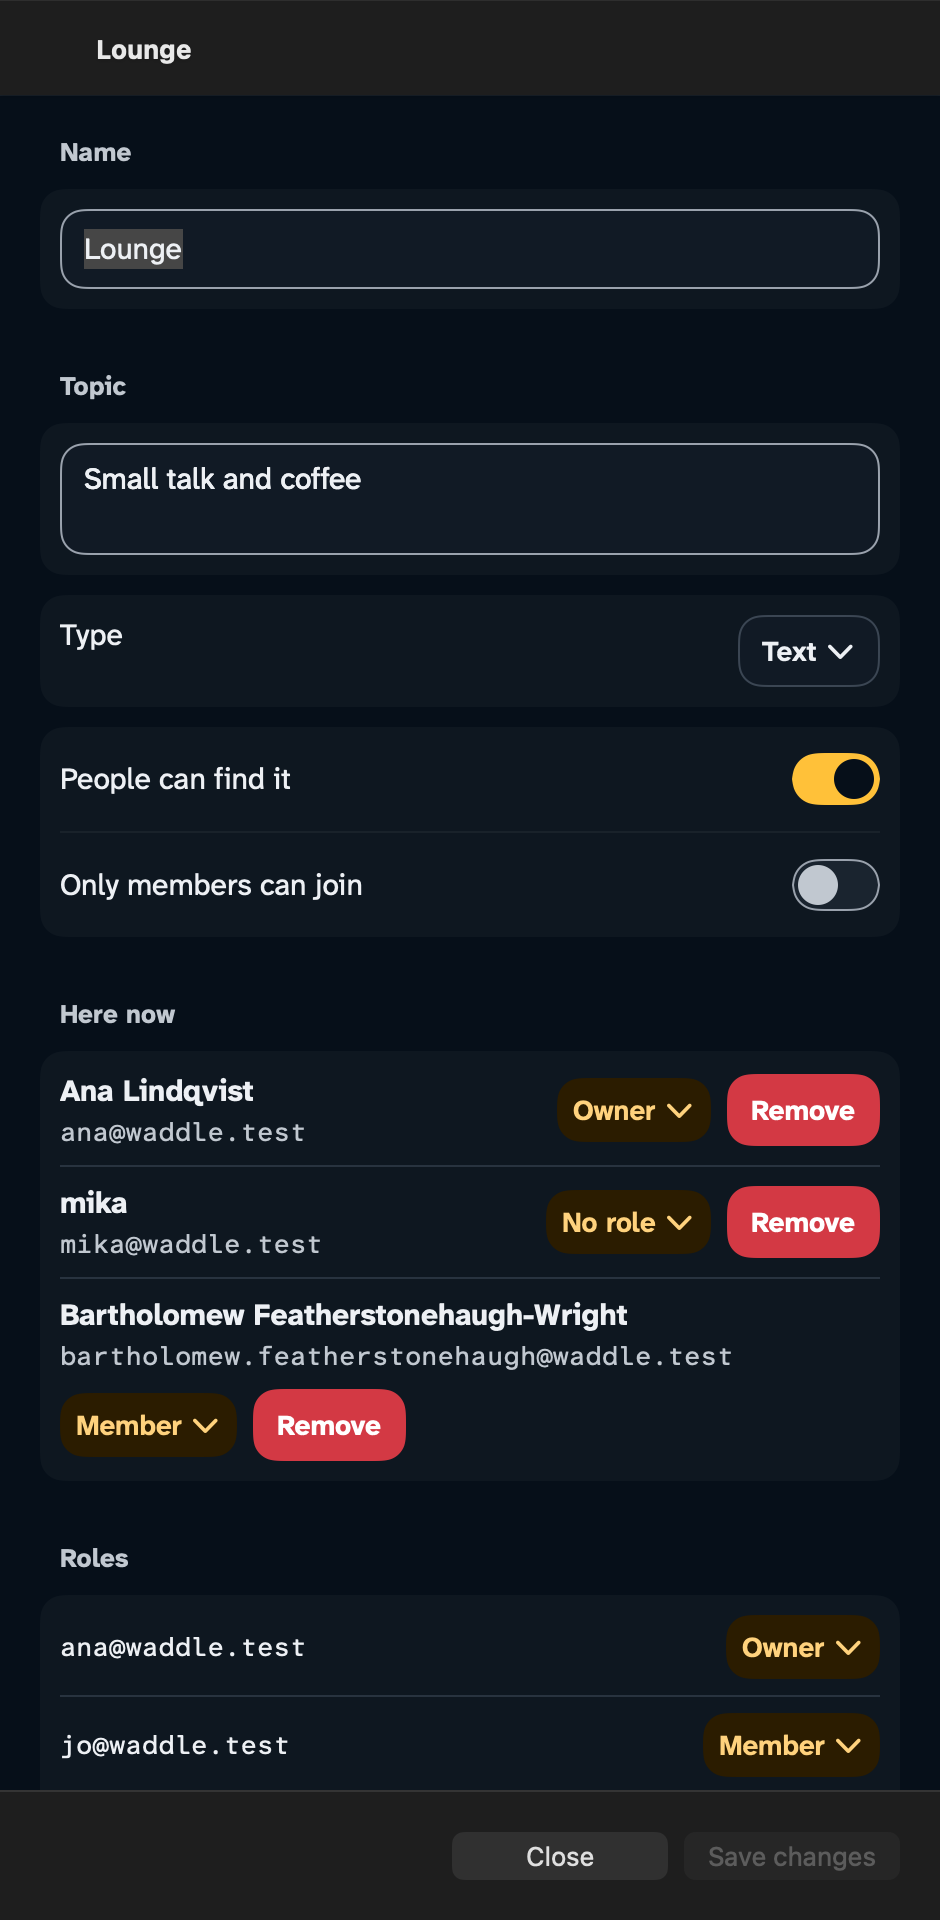 Lounge
Name
Lounge
Topic
Small talk and coffee
Type
Text
People can find it
Only members can join
Here now
Ana Lindqvist
ana@waddle.test
Owner
Remove
mika
mika@waddle.test
No role
Remove
Bartholomew Featherstonehaugh-Wright
bartholomew.featherstonehaugh@waddle.test
Member
Remove
Roles
ana@waddle.test
Owner
jo@waddle.test
Member
Close
Save changes